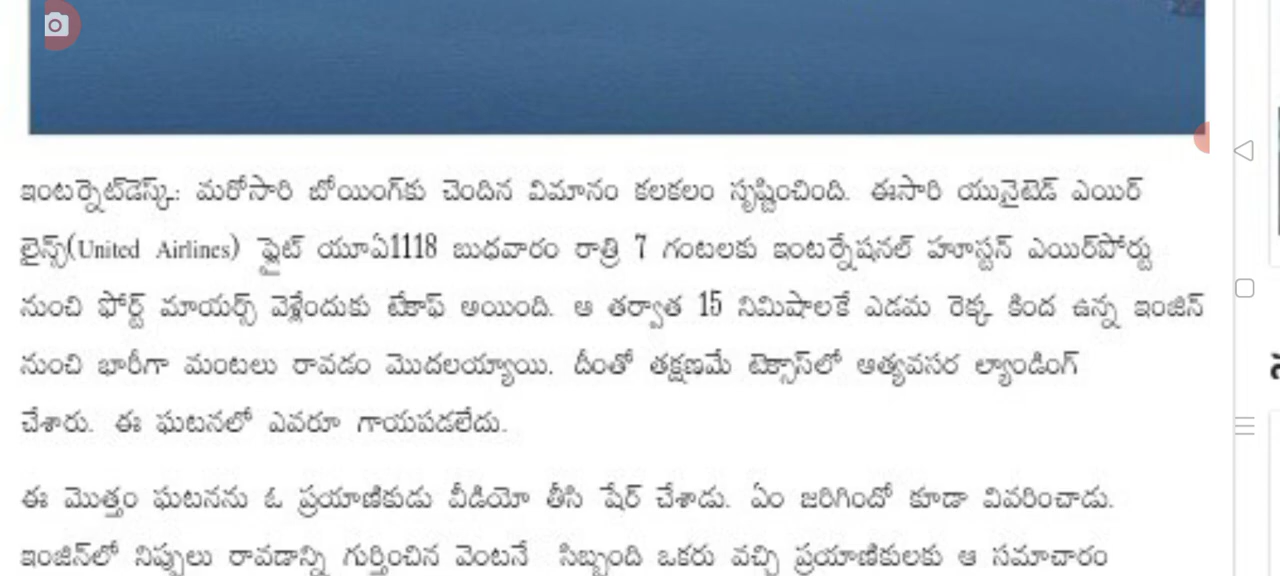 ఇంటర్నెట్‌డెస్క్‌: మరోసారి బోయింగ్‌కు చెందిన విమానం కలకలం సృష్టించింది. ఈసారి యునైటెడ్‌ ఎయిర్‌
లైన్స్‌(United Airlines) ఫ్లైట్‌ యూఏ1118 బుధవారం రాత్రి 7 గంటలకు ఇంటర్నేషనల్‌ హూస్టన్‌ ఎయిర్‌పోర్టు
నుంచి ఫోర్ట్‌ మాయర్స్‌ వెళ్లేందుకు టేకాఫ్‌ అయింది. ఆ తర్వాత 15 నిమిషాలకే ఎడమ రెక్క కింద ఉన్న ఇంజిన్‌
నుంచి భారీగా మంటలు రావడం మొదలయ్యాయి. దీంతో తక్షణమే టెక్సాస్‌లో ఆత్యవసర ల్యాండింగ్‌
చేశారు. ఈ ఘటనలో ఎవరూ గాయపడలేదు.
ఈ మొత్తం ఘటనను ఓ ప్రయాణికుడు వీడియో తీసి షేర్‌ చేశాడు. ఏం జరిగిందో కూడా వివరించాడు.
ఇంజిన్‌లో నిప్పులు రావడాన్ని గుర్తించిన వెంటనే సిబ్బంది ఒకరు వచ్చి ప్రయాణికులకు ఆ సమాచారం